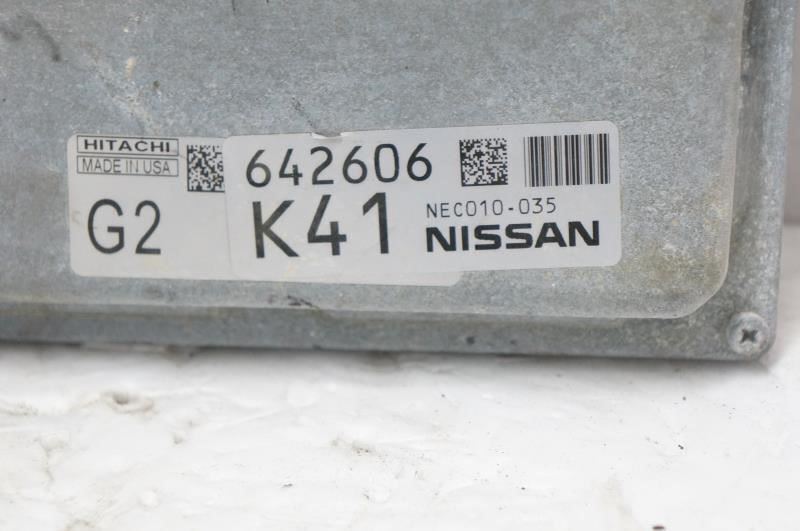 HITACHI
MADE IN USA
G2
642606
K41
NEC010-035
NISSAN